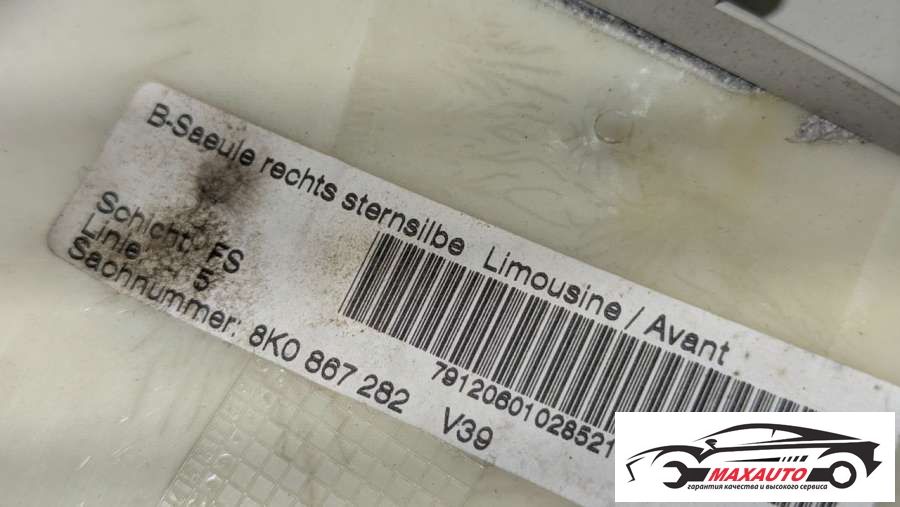 B-Saeule rechts sternsilbe Limousine / Avant
Schicht: FS
Linie : 5
Sachnummer: 8K0 867 282 V39
79120601028521
MAXAUTO
гарантия качества и высокого сервиса